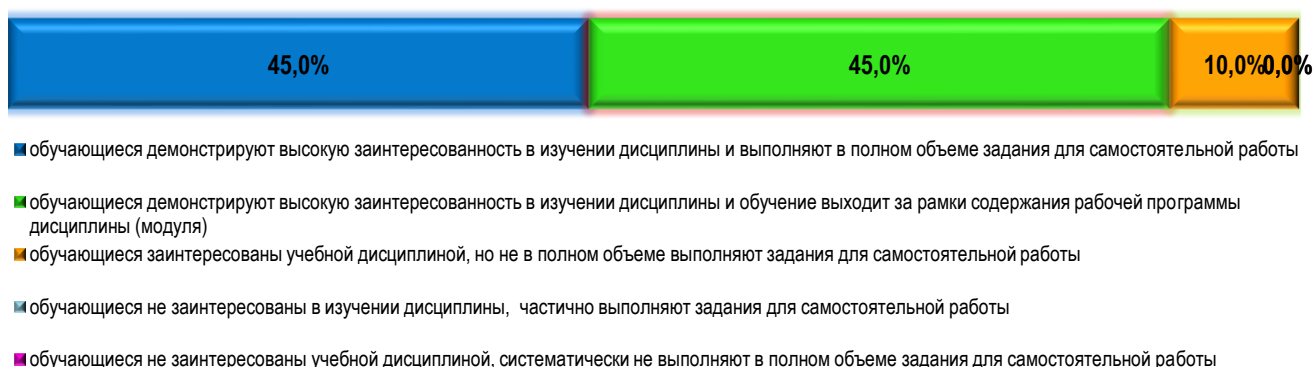 45,0% 45,0% 10,0% 0,0%
обучающиеся демонстрируют высокую заинтересованность в изучении дисциплины и выполняют в полном объеме задания для самостоятельной работы
обучающиеся демонстрируют высокую заинтересованность в изучении дисциплины и обучение выходит за рамки содержания рабочей программы
дисциплины (модуля)
обучающиеся заинтересованы учебной дисциплиной, но не в полном объеме выполняют задания для самостоятельной работы
обучающиеся не заинтересованы в изучении дисциплины, частично выполняют задания для самостоятельной работы
обучающиеся не заинтересованы учебной дисциплиной, систематически не выполняют в полном объеме задания для самостоятельной работы